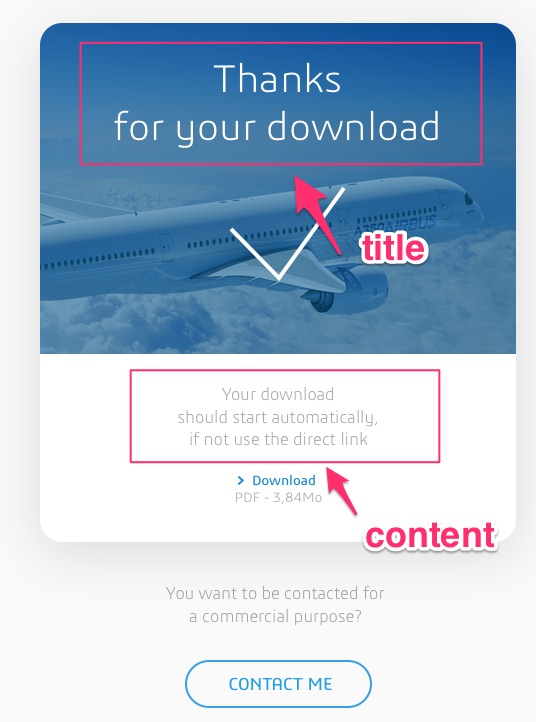 Thanks
for your download
AIRBUS
title
Your download
should start automatically,
if not use the direct link
Download
PDF - 3,84Mo
content
You want to be contacted for
a commercial purpose?
CONTACT ME